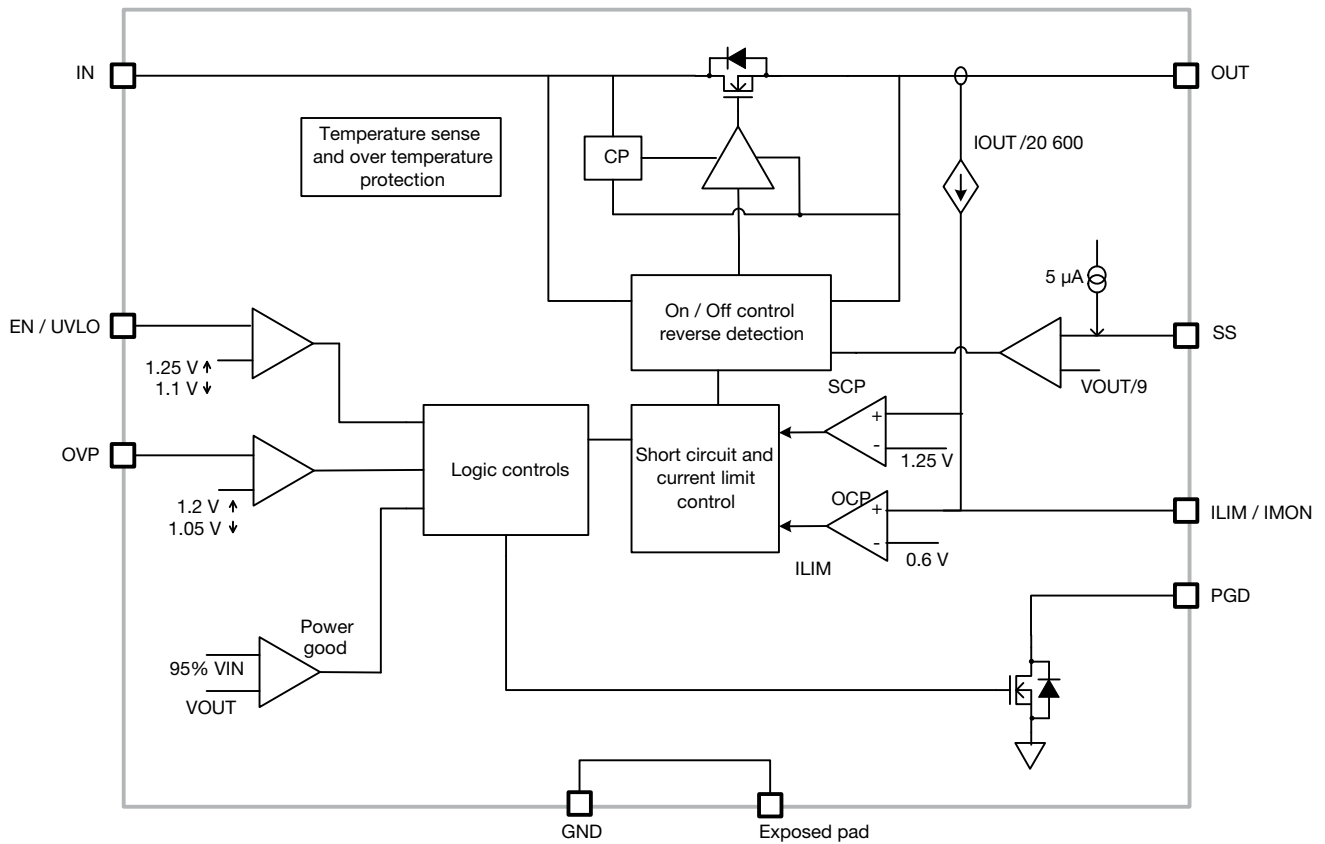 IN
OUT
Temperature sense
and over temperature
protection
CP
IOUT /20 600
5 µA
EN / UVLO
1.25 V ↑
1.1 V ↓
On / Off control
reverse detection
SS
VOUT/9
SCP
+
-
1.25 V
OVP
1.2 V ↑
1.05 V ↓
Logic controls
Short circuit and
current limit
control
OCP
+
-
0.6 V
ILIM
ILIM / IMON
PGD
Power
good
95% VIN
VOUT
GND
Exposed pad